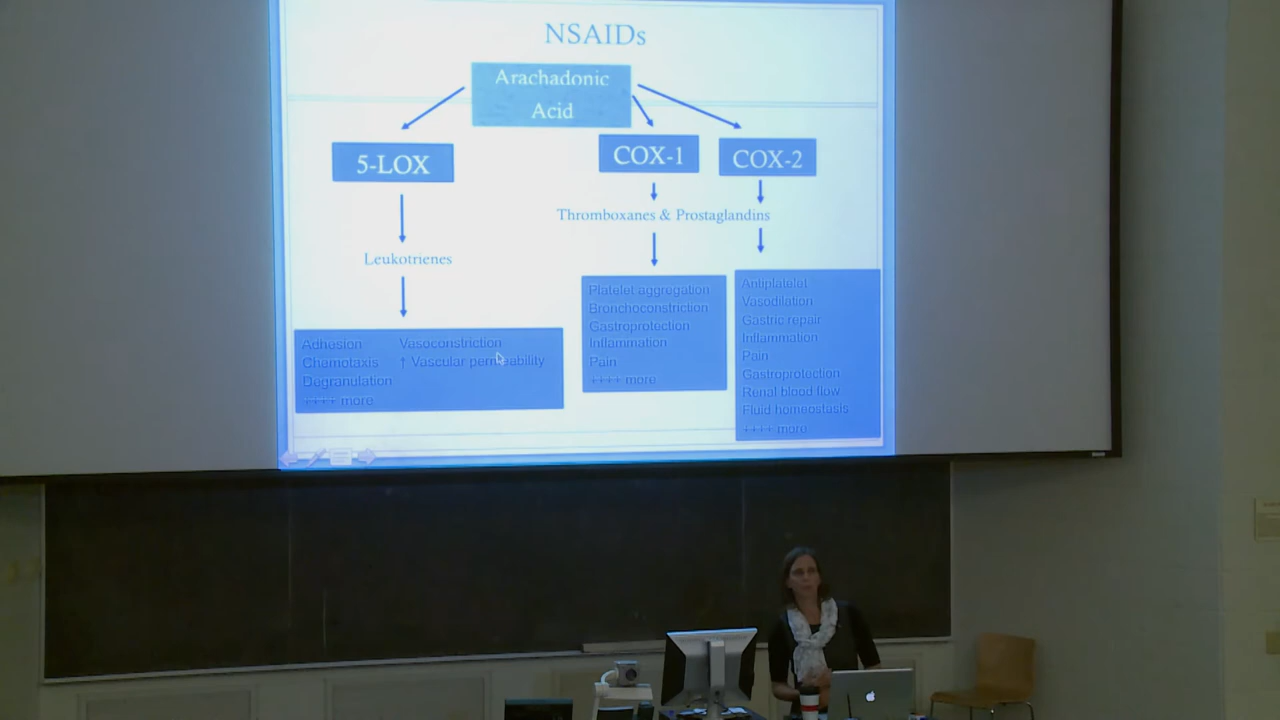 NSAIDs
Arachadonic
Acid
5-LOX
COX-1
COX-2
Thromboxanes & Prostaglandins
Leukotrienes
Adhesion Vasoconstriction
Chemotaxis ↑ Vascular permeability
Degranulation
++++ more
Platelet aggregation
Bronchoconstriction
Gastroprotection
Inflammation
Pain
++++ more
Antiplatelet
Vasodilation
Gastric repair
Inflammation
Pain
Gastroprotection
Renal blood flow
Fluid homeostasis
++++ more